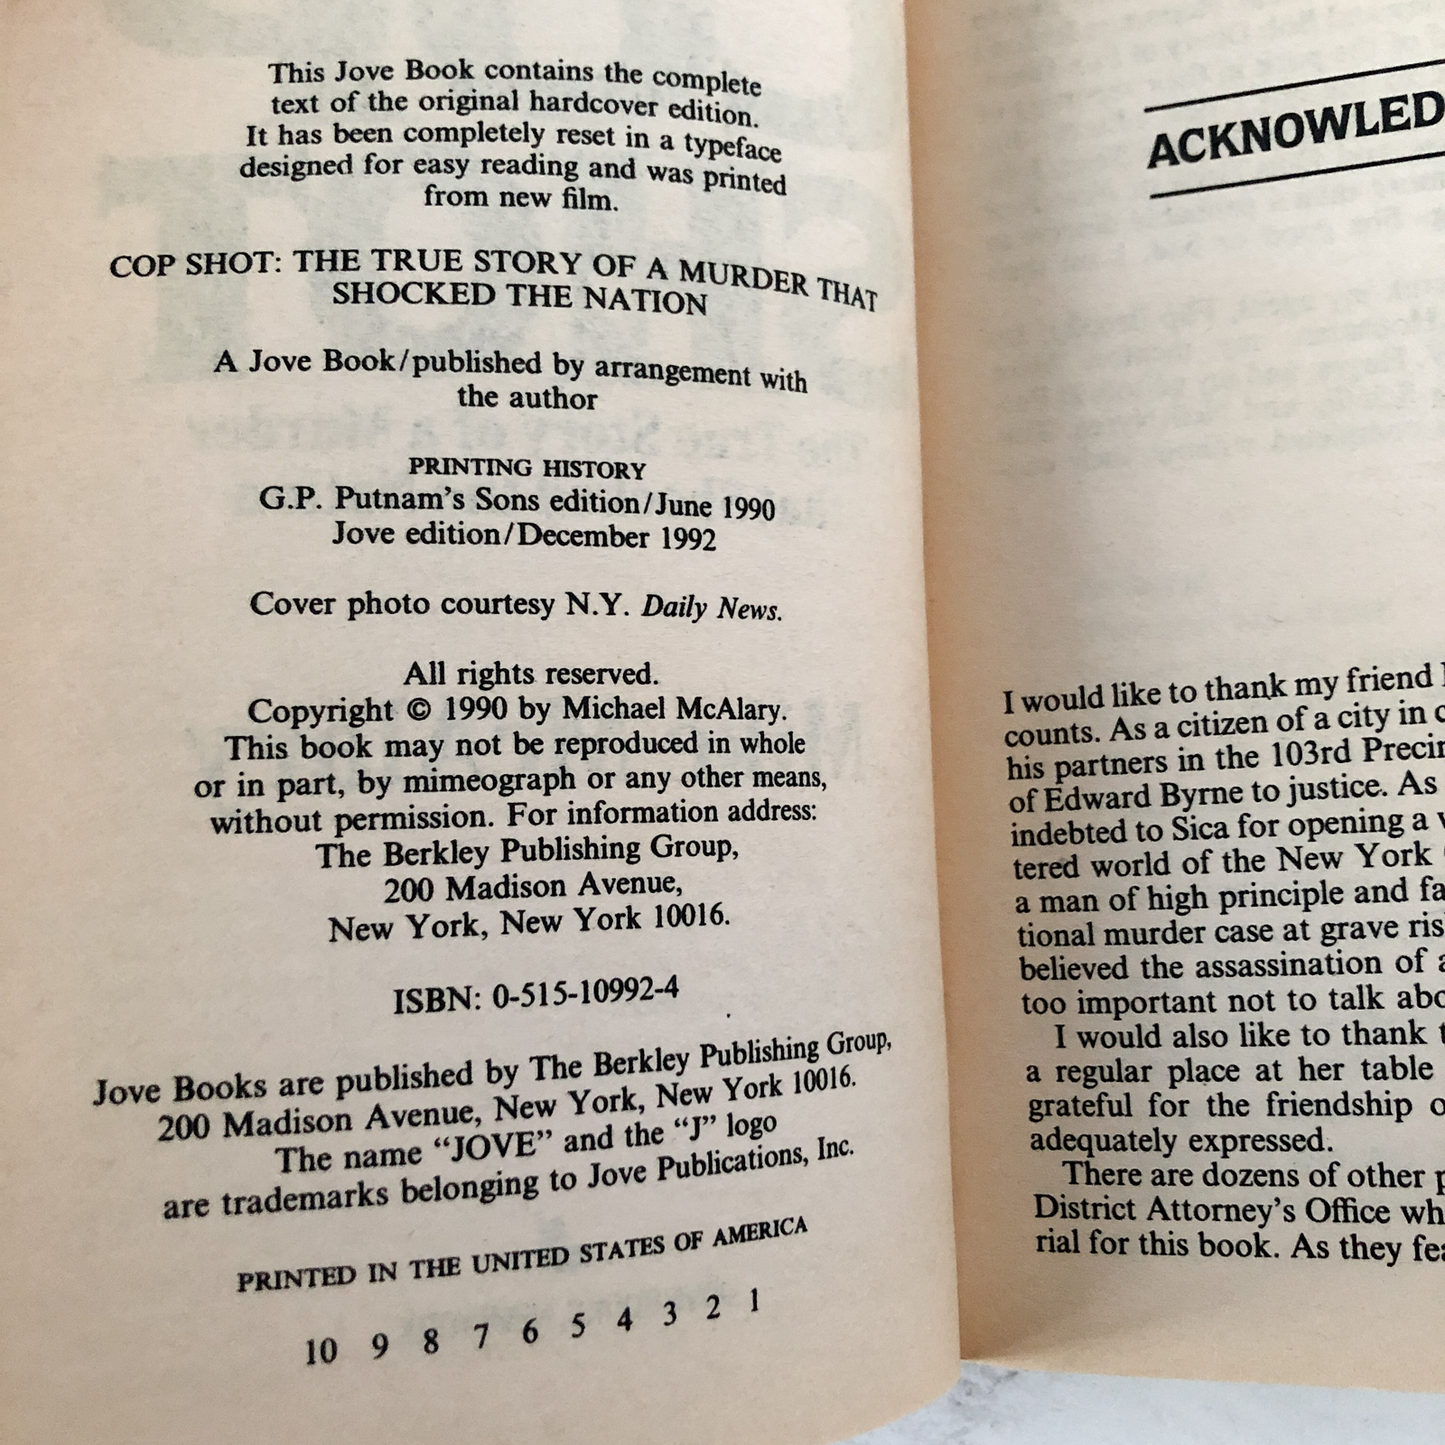 This Jove Book contains the complete
text of the original hardcover edition.
It has been completely reset in a typeface
designed for easy reading and was printed
from new film.
COP SHOT: THE TRUE STORY OF A MURDER THAT
SHOCKED THE NATION
A Jove Book/published by arrangement with
the author
PRINTING HISTORY
G.P. Putnam's Sons edition/June 1990
Jove edition/December 1992
Cover photo courtesy N.Y. Daily News.
All rights reserved.
Copyright © 1990 by Michael McAlary.
This book may not be reproduced in whole
or in part, by mimeograph or any other means,
without permission. For information address:
The Berkley Publishing Group,
200 Madison Avenue,
New York, New York 10016.
ISBN: 0-515-10992-4
Jove Books are published by The Berkley Publishing Group,
200 Madison Avenue, New York, New York 10016.
The name “JOVE” and the “J” logo
are trademarks belonging to Jove Publications, Inc.
PRINTED IN THE UNITED STATES OF AMERICA
10 9 8 7 6 5 4 3 2 1
ACKNOWLED
I would like to thank my friend
counts. As a citizen of a city in c
his partners in the 103rd Precin
of Edward Byrne to justice. As
indebted to Sica for opening a
tered world of the New York
a man of high principle and fa
tional murder case at grave ris
believed the assassination of a
too important not to talk abo
I would also like to thank t
a regular place at her table
grateful for the friendship o
adequately expressed.
There are dozens of other p
District Attorney's Office wh
rial for this book. As they fea